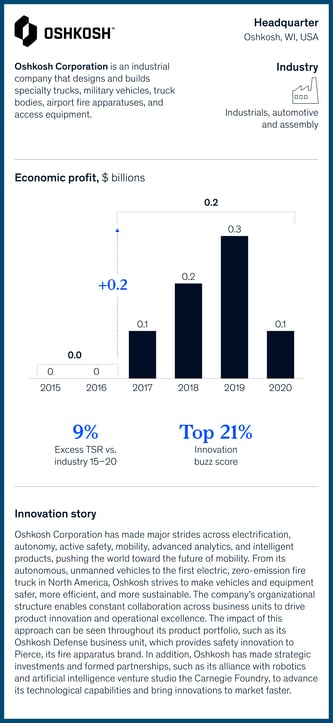 OSHKOSH™
Headquarter
Oshkosh, WI, USA
Oshkosh Corporation is an industrial
company that designs and builds
specialty trucks, military vehicles, truck
bodies, airport fire apparatuses, and
access equipment.
Industry
Industrials, automotive
and assembly
Economic profit, $ billions
0.2
0.3
+0.2
0.2
0.1
0.1
0.0
0
0
2015
2016
2017
2018
2019
2020
9%
Excess TSR vs.
industry 15–20
Top 21%
Innovation
buzz score
Innovation story
Oshkosh Corporation has made major strides across electrification,
autonomy, active safety, mobility, advanced analytics, and intelligent
products, pushing the world toward the future of mobility. From its
autonomous, unmanned vehicles to the first electric, zero-emission fire
truck in North America, Oshkosh strives to make vehicles and equipment
safer, more efficient, and more sustainable. The company's organizational
structure enables constant collaboration across business units to drive
product innovation and operational excellence. The impact of this
approach can be seen throughout its product portfolio, such as its
Oshkosh Defense business unit, which provides safety innovation to
Pierce, its fire apparatus brand. In addition, Oshkosh has made strategic
investments and formed partnerships, such as its alliance with robotics
and artificial intelligence venture studio the Carnegie Foundry, to advance
its technological capabilities and bring innovations to market faster.